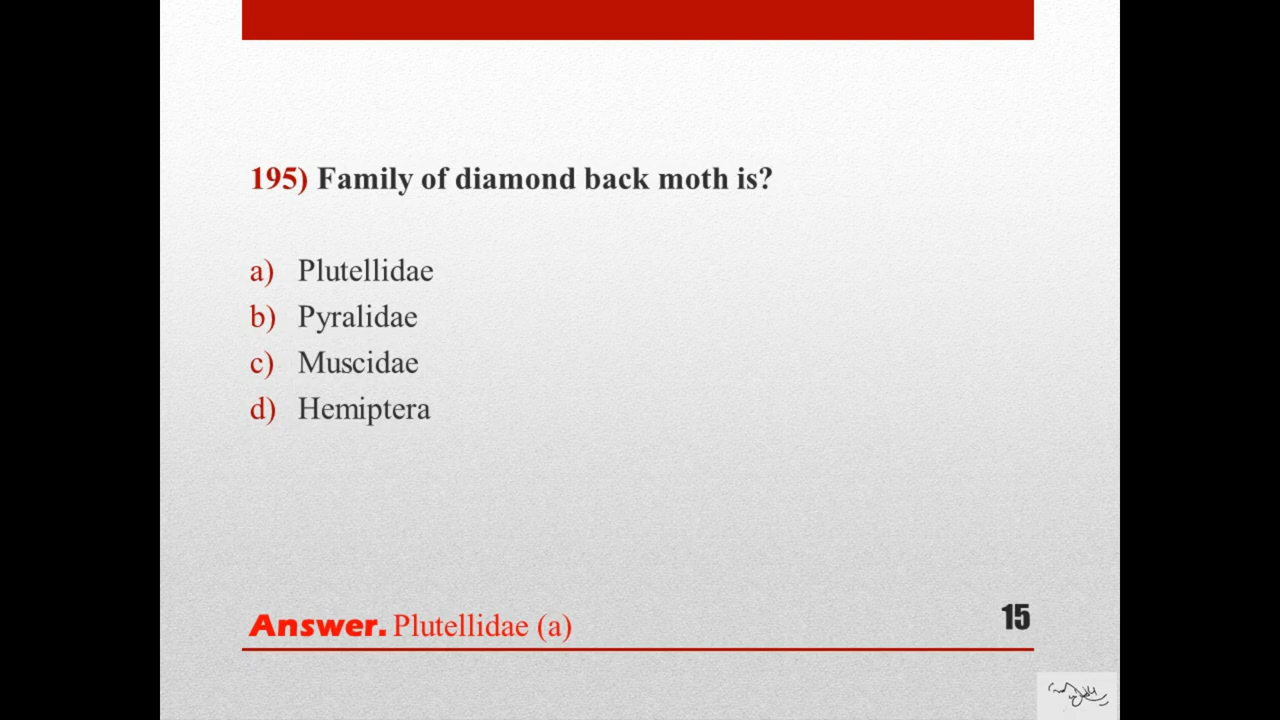 195) Family of diamond back moth is?
a) Plutellidae
b) Pyralidae
c) Muscidae
d) Hemiptera
Answer. Plutellidae (a)
15